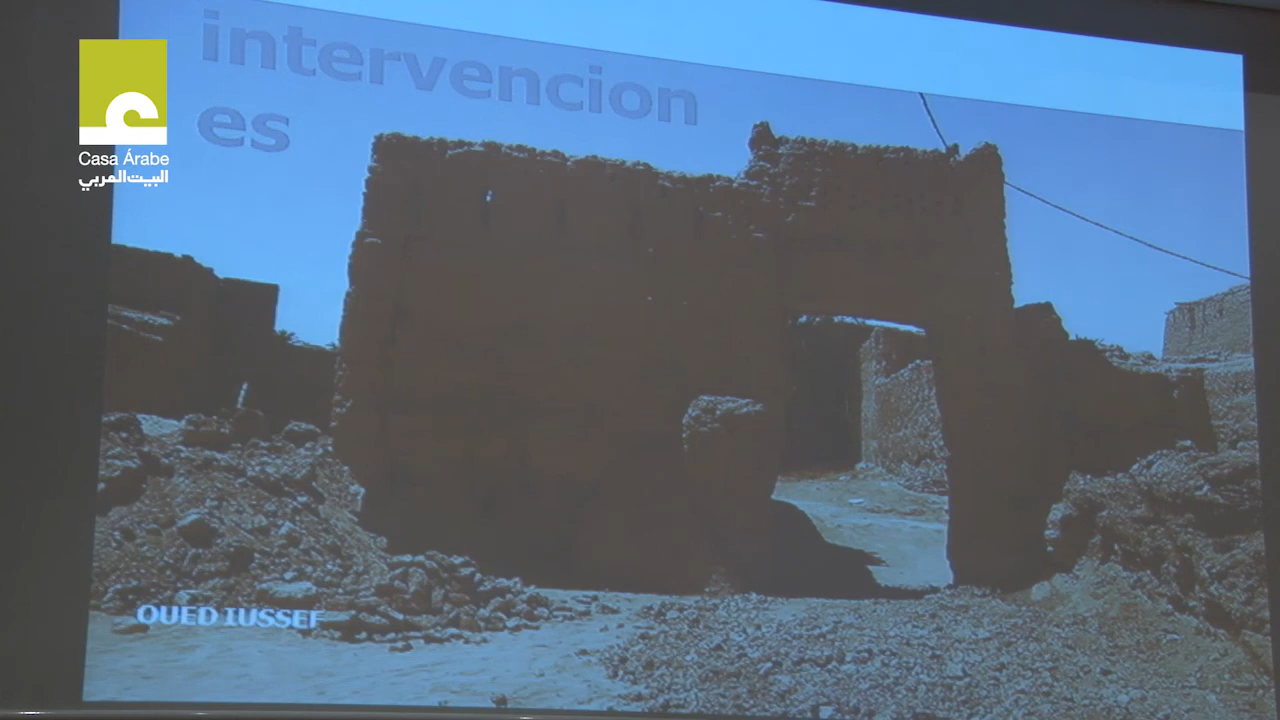 intervencion
es
Casa Árabe
البيت العربي
OUED IUSSEF